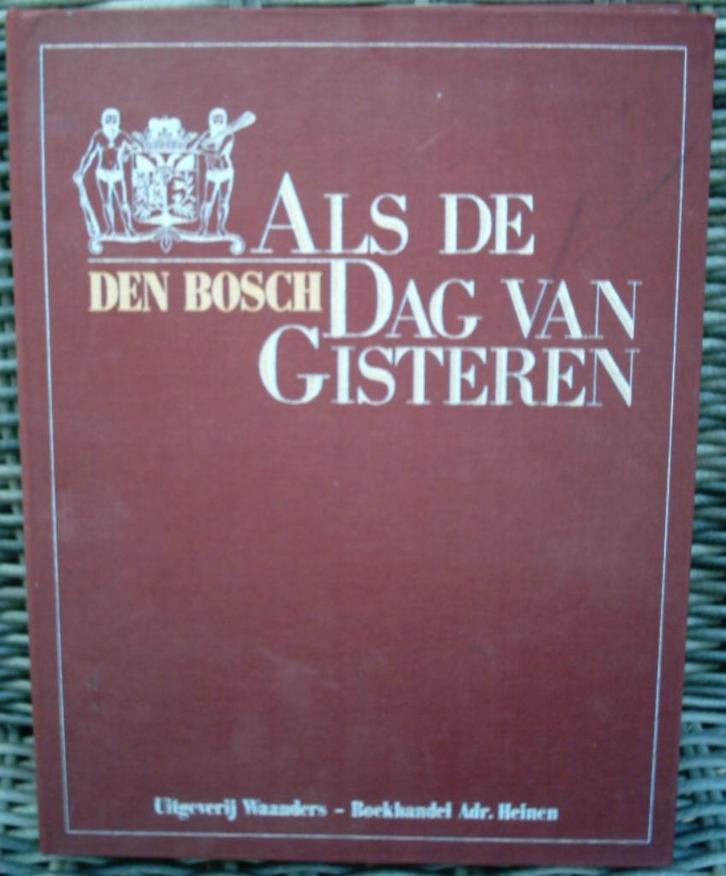 ALS DE
DEN BOSCH DAG VAN
GISTEREN
Uitgeverij Waanders - Boekhandel Adr. Heinen